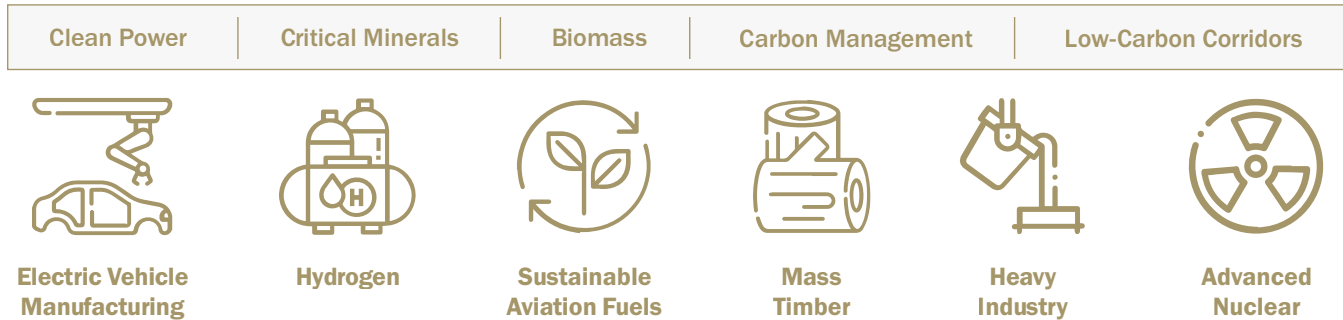 Clean Power
Critical Minerals
Biomass
Carbon Management
Low-Carbon Corridors
H
Electric Vehicle
Manufacturing
Hydrogen
Sustainable
Aviation Fuels
Mass
Timber
Heavy
Industry
Advanced
Nuclear